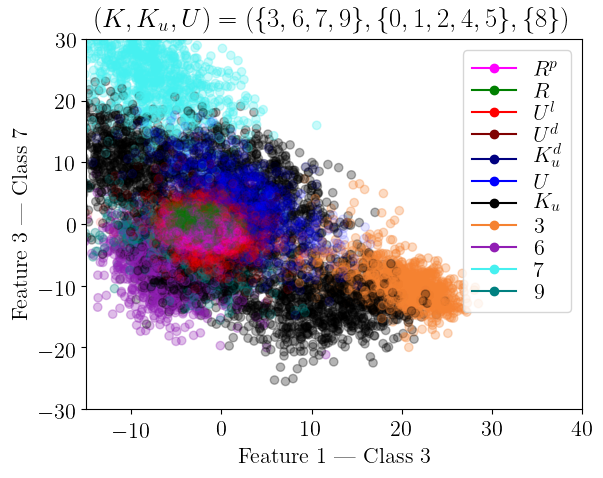 (K, K_u, U) = ({3, 6, 7, 9}, {0, 1, 2, 4, 5}, {8})
30
20
10
0
−10
−20
−30
Feature 3 — Class 7
R^p
R
U^l
U^d
K_u^d
U
K_u
3
6
7
9
−10 0 10 20 30 40
Feature 1 — Class 3